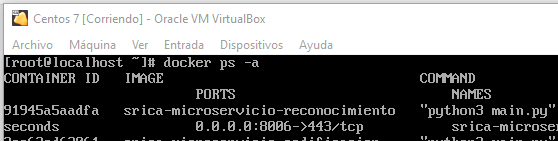 Centos 7 [Corriendo] - Oracle VM VirtualBox
Archivo Máquina Ver Entrada Dispositivos Ayuda
[root@localhost ~]# docker ps -a
CONTAINER ID IMAGE COMMAND
PORTS NAMES
91945a5aadfa srica-microservicio-reconocimiento "python3 main.py"
seconds 0.0.0.0:8006->443/tcp srica-micros